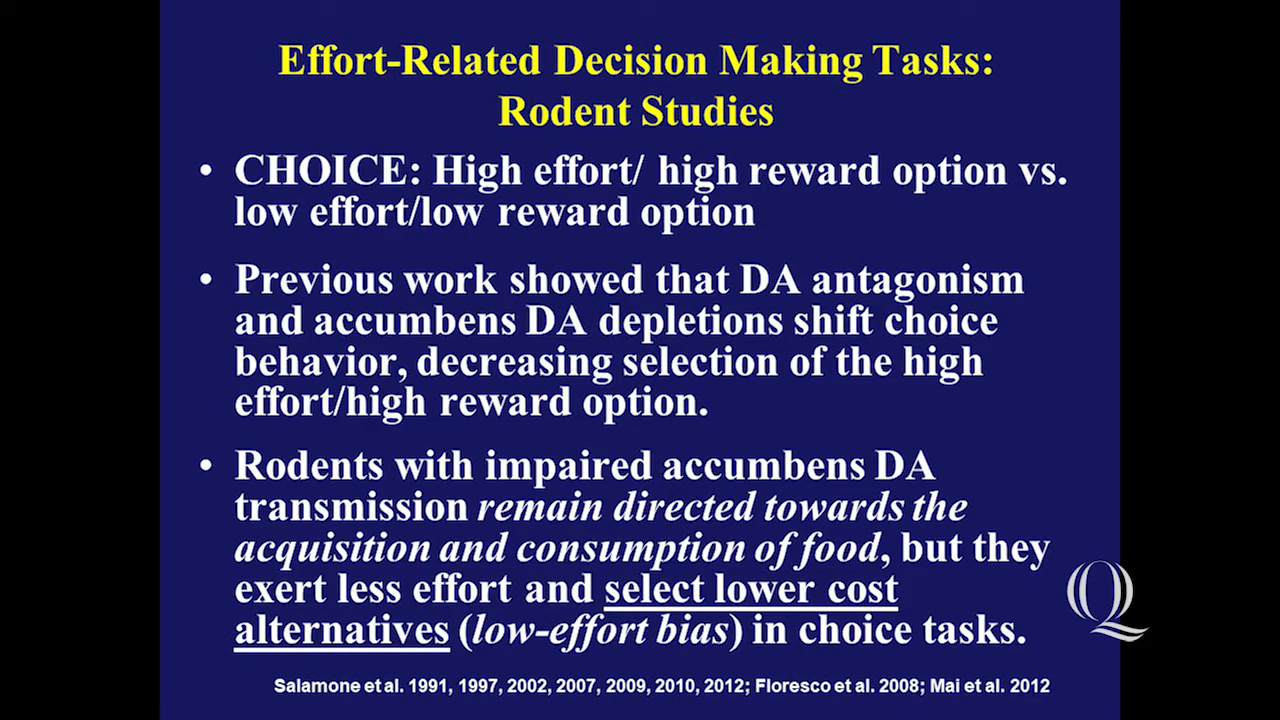 Effort-Related Decision Making Tasks:
Rodent Studies
• CHOICE: High effort/ high reward option vs.
low effort/low reward option
• Previous work showed that DA antagonism
and accumbens DA depletions shift choice
behavior, decreasing selection of the high
effort/high reward option.
• Rodents with impaired accumbens DA
transmission remain directed towards the
acquisition and consumption of food, but they
exert less effort and select lower cost
alternatives (low-effort bias) in choice tasks.
Q
Salamone et al. 1991, 1997, 2002, 2007, 2009, 2010, 2012; Floresco et al. 2008; Mai et al. 2012